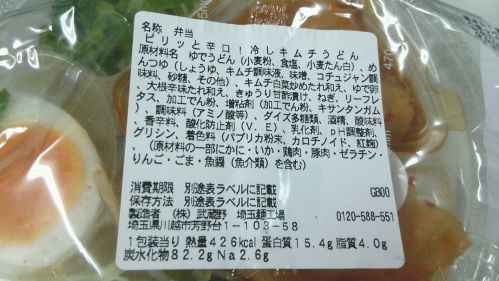 名称 弁当
ピリッと辛口！冷しキムチうどん
原材料名 ゆでうどん(小麦粉、食塩、小麦たん白)、め
んつゆ(しょうゆ、キムチ調味液、味噌、コチュジャン調
味料、砂糖、その他)、キムチ白菜炒めたれ和え、ゆで卵
、大根辛味たれ和え、きゅうり甘酢漬け、ねぎ、リーフレ
タス、加工でん粉、増粘剤(加工でん粉、キサンタンガム
)、調味料(アミノ酸等)、ダイズ多糖類、酒精、酸味料
、香辛料、酸化防止剤(V.E)、乳化剤、pH調整剤、
グリシン、着色料(パプリカ粉末、カロチノイド、紅麹)
、(原材料の一部にかに・いか・鶏肉・豚肉・ゼラチン・
りんご・ごま・魚醤(魚介類)を含む)
消費期限 別途表ラベルに記載
保存方法 別途表ラベルに記載 GB00
製造者 (株)武蔵野 埼玉麺工場
埼玉県川越市芳野台1-103-58 0120-588-551
1包装当り 熱量426kcal 蛋白質15.4g 脂質4.0g
炭水化物82.2g Na2.6g